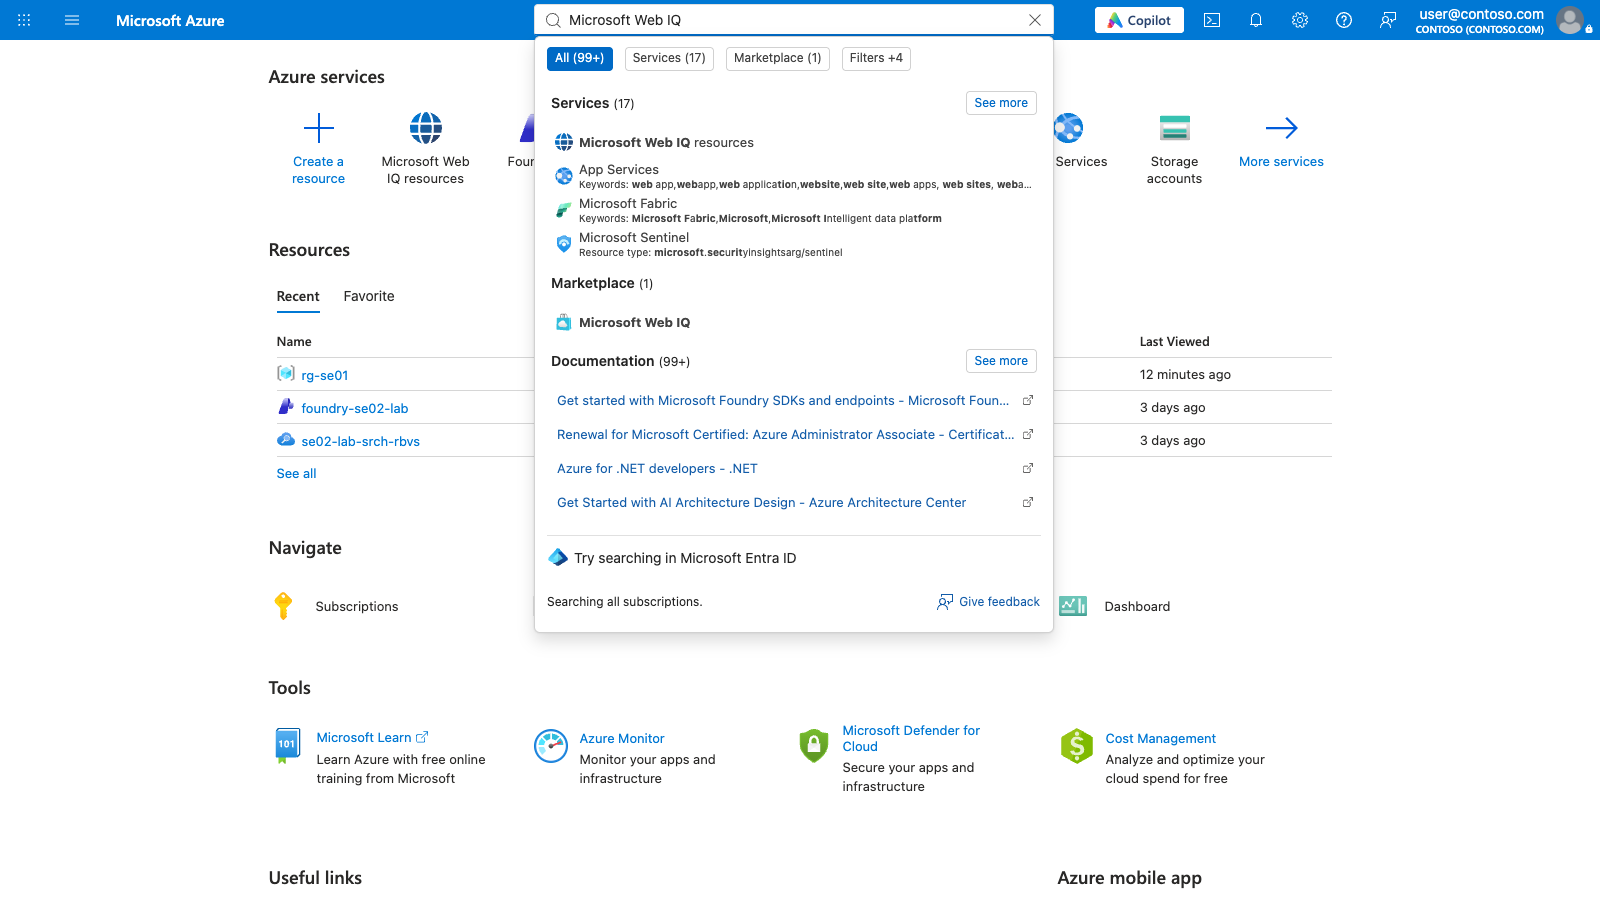 Microsoft Azure
Microsoft Web IQ
Copilot
user@contoso.com
CONTOSO (CONTOSO.COM)
All (99+)
Services (17)
Marketplace (1)
Filters +4
Azure services
Create a
resource
Microsoft Web
IQ resources
Foun
Services
Storage
accounts
More services
Services (17)
See more
Microsoft Web IQ resources
App Services
Keywords: web app,webapp,web application,website,web site,web apps, web sites, weba...
Microsoft Fabric
Keywords: Microsoft Fabric,Microsoft,Microsoft Intelligent data platform
Microsoft Sentinel
Resource type: microsoft.securityinsightsarg/sentinel
Marketplace (1)
Microsoft Web IQ
Documentation (99+)
See more
Get started with Microsoft Foundry SDKs and endpoints - Microsoft Foun...
Renewal for Microsoft Certified: Azure Administrator Associate - Certificat...
Azure for .NET developers - .NET
Get Started with AI Architecture Design - Azure Architecture Center
Try searching in Microsoft Entra ID
Searching all subscriptions.
Give feedback
Resources
Recent
Favorite
Name
Last Viewed
rg-se01
12 minutes ago
foundry-se02-lab
3 days ago
se02-lab-srch-rbvs
3 days ago
See all
Navigate
Subscriptions
Dashboard
Tools
101
Microsoft Learn
Learn Azure with free online
training from Microsoft
Azure Monitor
Monitor your apps and
infrastructure
Microsoft Defender for
Cloud
Secure your apps and
infrastructure
Cost Management
Analyze and optimize your
cloud spend for free
Useful links
Azure mobile app